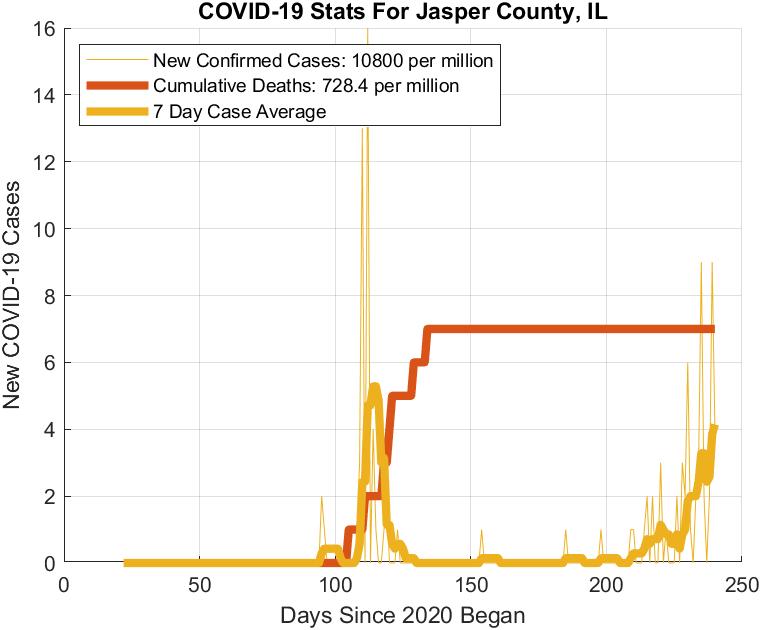 COVID-19 Stats For Jasper County, IL
New Confirmed Cases: 10800 per million
Cumulative Deaths: 728.4 per million
7 Day Case Average
New COVID-19 Cases
16
14
12
10
8
6
4
2
0
0 50 100 150 200 250
Days Since 2020 Began